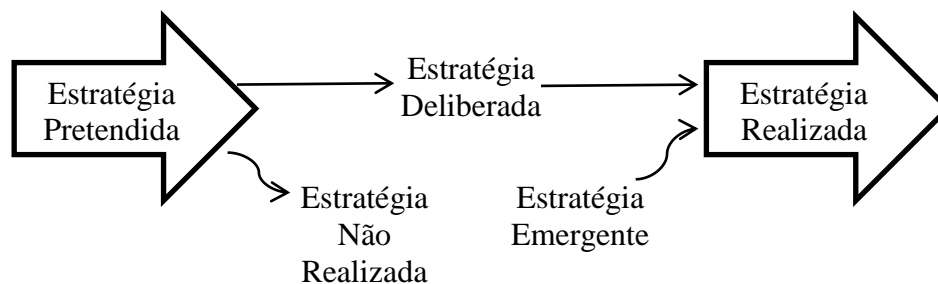 Estratégia
Pretendida
Estratégia
Deliberada
Estratégia
Realizada
Estratégia
Não
Realizada
Estratégia
Emergente